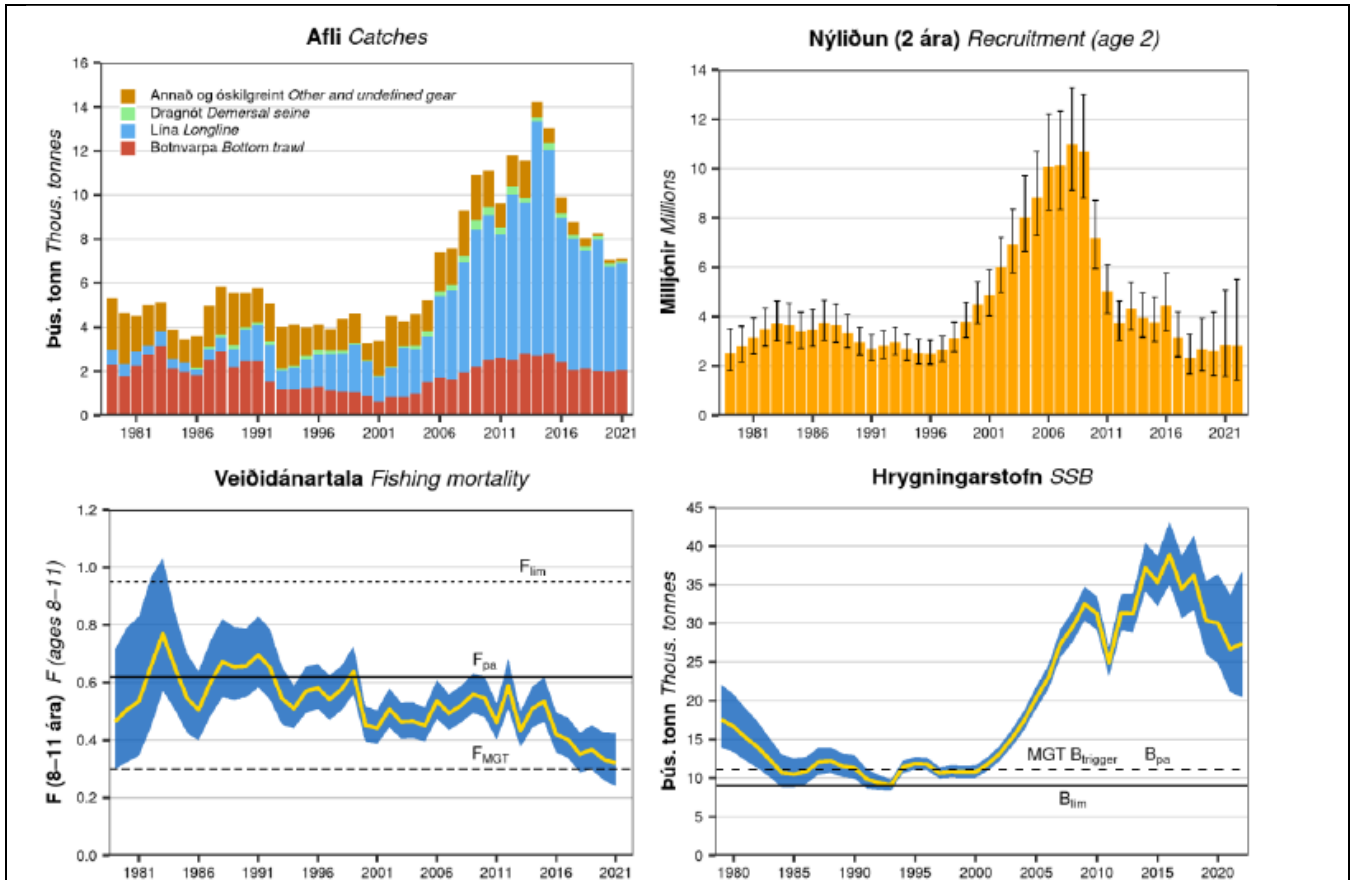 Afli Catches
Þús. tonn Thous. tonnes
16
14
12
10
8
6
4
2
0
Annað og óskilgreint Other and undefined gear
Dragnót Demersal seine
Lína Longline
Botnvarpa Bottom trawl
1981 1986 1991 1996 2001 2006 2011 2016 2021
Nýliðun (2 ára) Recruitment (age 2)
Milljónir Millions
14
12
10
8
6
4
2
0
1981 1986 1991 1996 2001 2006 2011 2016 2021
Veiðidánartala Fishing mortality
F (8–11 ára) F (ages 8–11)
1.2
1.0
0.8
0.6
0.4
0.2
0.0
Flim
Fpa
FMGT
1981 1986 1991 1996 2001 2006 2011 2016 2021
Hrygningarstofn SSB
Þús. tonn Thous. tonnes
45
40
35
30
25
20
15
10
5
0
MGT Btrigger Bpa
Blim
1980 1985 1990 1995 2000 2005 2010 2015 2020